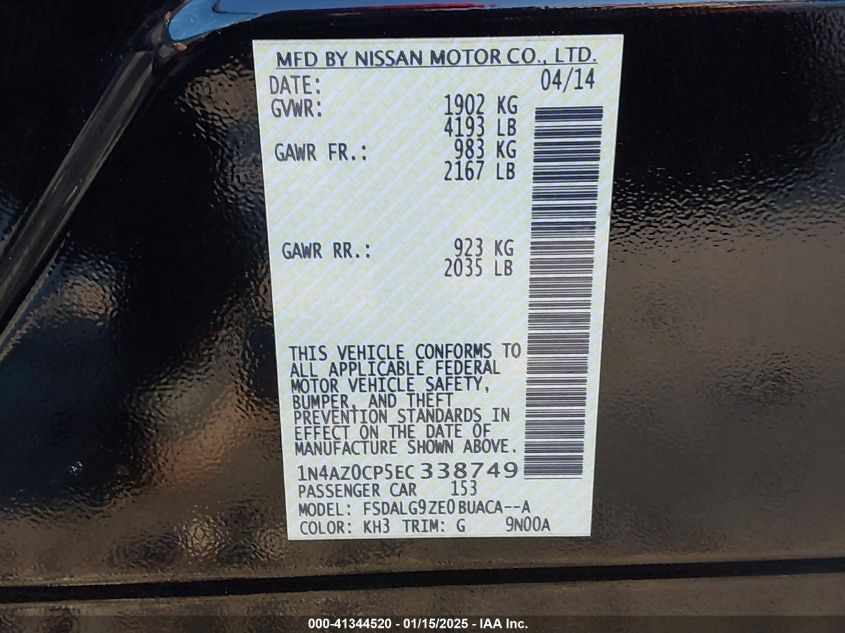 MFD BY NISSAN MOTOR CO., LTD.
DATE: 04/14
GVWR: 1902 KG
4193 LB
GAWR FR.: 983 KG
2167 LB
GAWR RR.: 923 KG
2035 LB
THIS VEHICLE CONFORMS TO
ALL APPLICABLE FEDERAL
MOTOR VEHICLE SAFETY,
BUMPER, AND THEFT
PREVENTION STANDARDS IN
EFFECT ON THE DATE OF
MANUFACTURE SHOWN ABOVE.
1N4AZ0CP5EC338749
PASSENGER CAR 153
MODEL: FSDALG9ZE0BUACA--A
COLOR: KH3 TRIM: G 9N00A
000-41344520 - 01/15/2025 - IAA Inc.